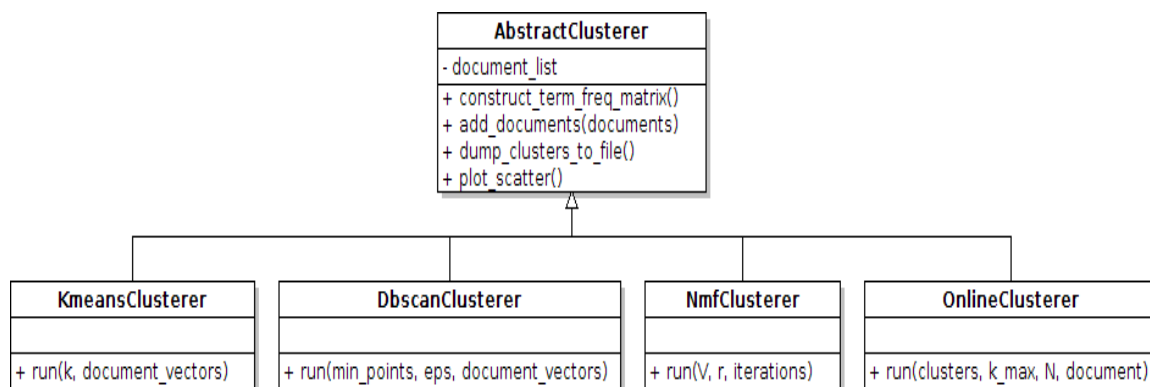 AbstractClusterer
- document_list
+ construct_term_freq_matrix()
+ add_documents(documents)
+ dump_clusters_to_file()
+ plot_scatter()
KmeansClusterer
+ run(k, document_vectors)
DbscanClusterer
+ run(min_points, eps, document_vectors)
NmfClusterer
+ run(V, r, iterations)
OnlineClusterer
+ run(clusters, k_max, N, document)